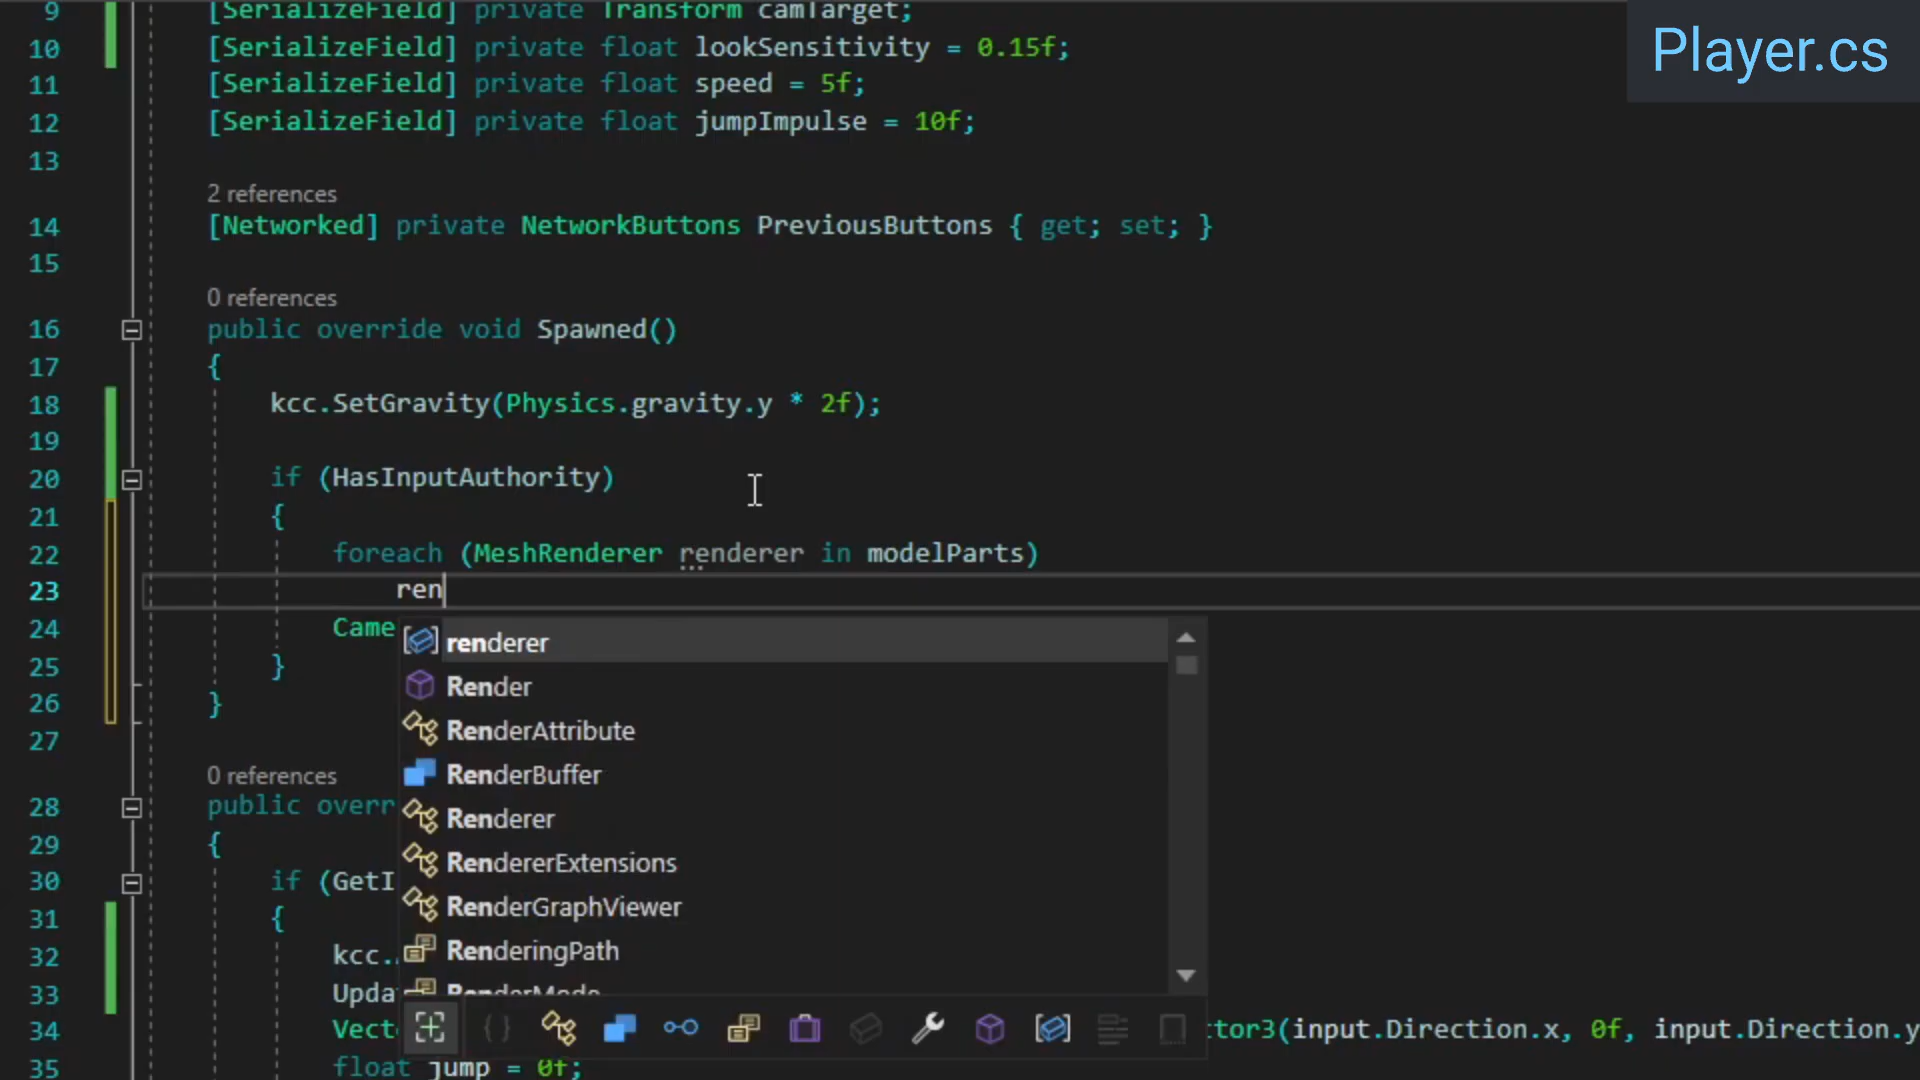 Player.cs
9 [SerializeField] private Transform camTarget;
10 [SerializeField] private float lookSensitivity = 0.15f;
11 [SerializeField] private float speed = 5f;
12 [SerializeField] private float jumpImpulse = 10f;
13
2 references
14 [Networked] private NetworkButtons PreviousButtons { get; set; }
15
0 references
16 public override void Spawned()
17 {
18 kcc.SetGravity(Physics.gravity.y * 2f);
19
20 if (HasInputAuthority)
21 {
22 foreach (MeshRenderer renderer in modelParts)
23 ren
24 Came
renderer
25 }
Render
26 }
RenderAttribute
27
RenderBuffer
0 references
28 public overr
Renderer
29 {
RendererExtensions
30 if (GetI
RenderGraphViewer
31 {
RenderingPath
32 kcc.
33 Upda
RenderMode
34 Vect ctor3(input.Direction.x, 0f, input.Direction.y
35 float jump = 0f;